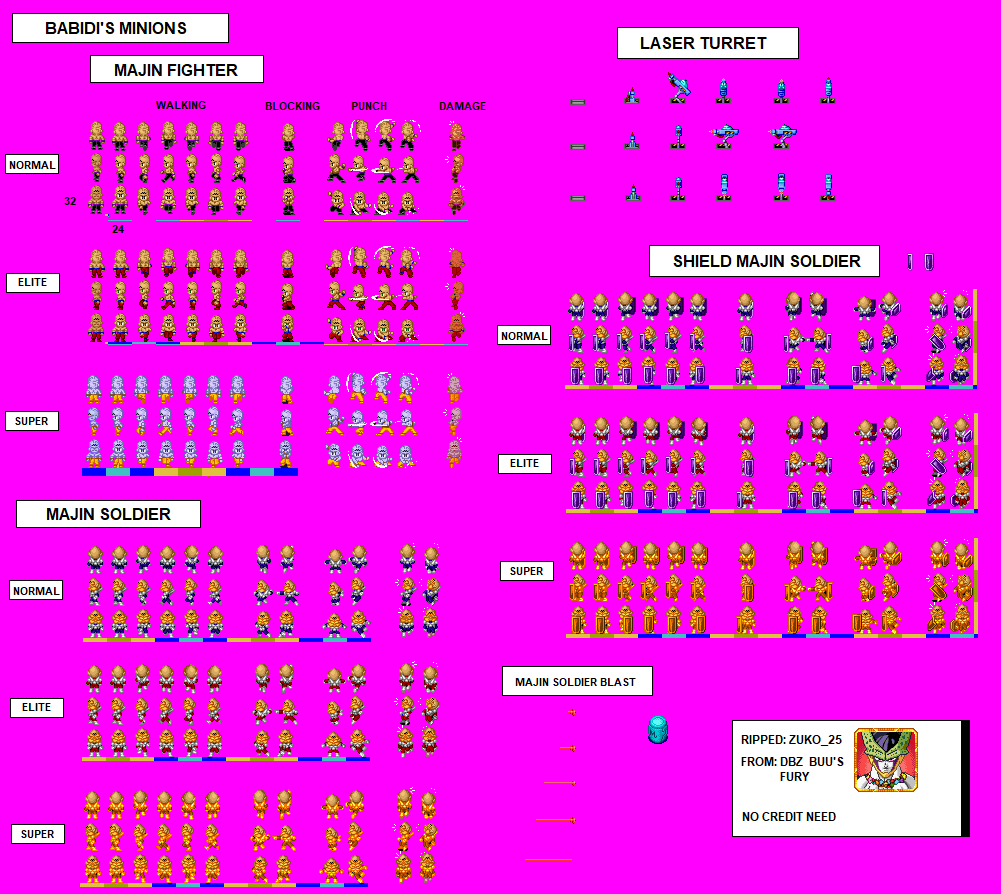 BABIDI'S MINIONS
MAJIN FIGHTER
WALKING
BLOCKING
PUNCH
DAMAGE
NORMAL
32
24
ELITE
SUPER
MAJIN SOLDIER
NORMAL
ELITE
SUPER
LASER TURRET
SHIELD MAJIN SOLDIER
NORMAL
ELITE
SUPER
MAJIN SOLDIER BLAST
RIPPED: ZUKO_25
FROM: DBZ BUU'S
FURY
NO CREDIT NEED